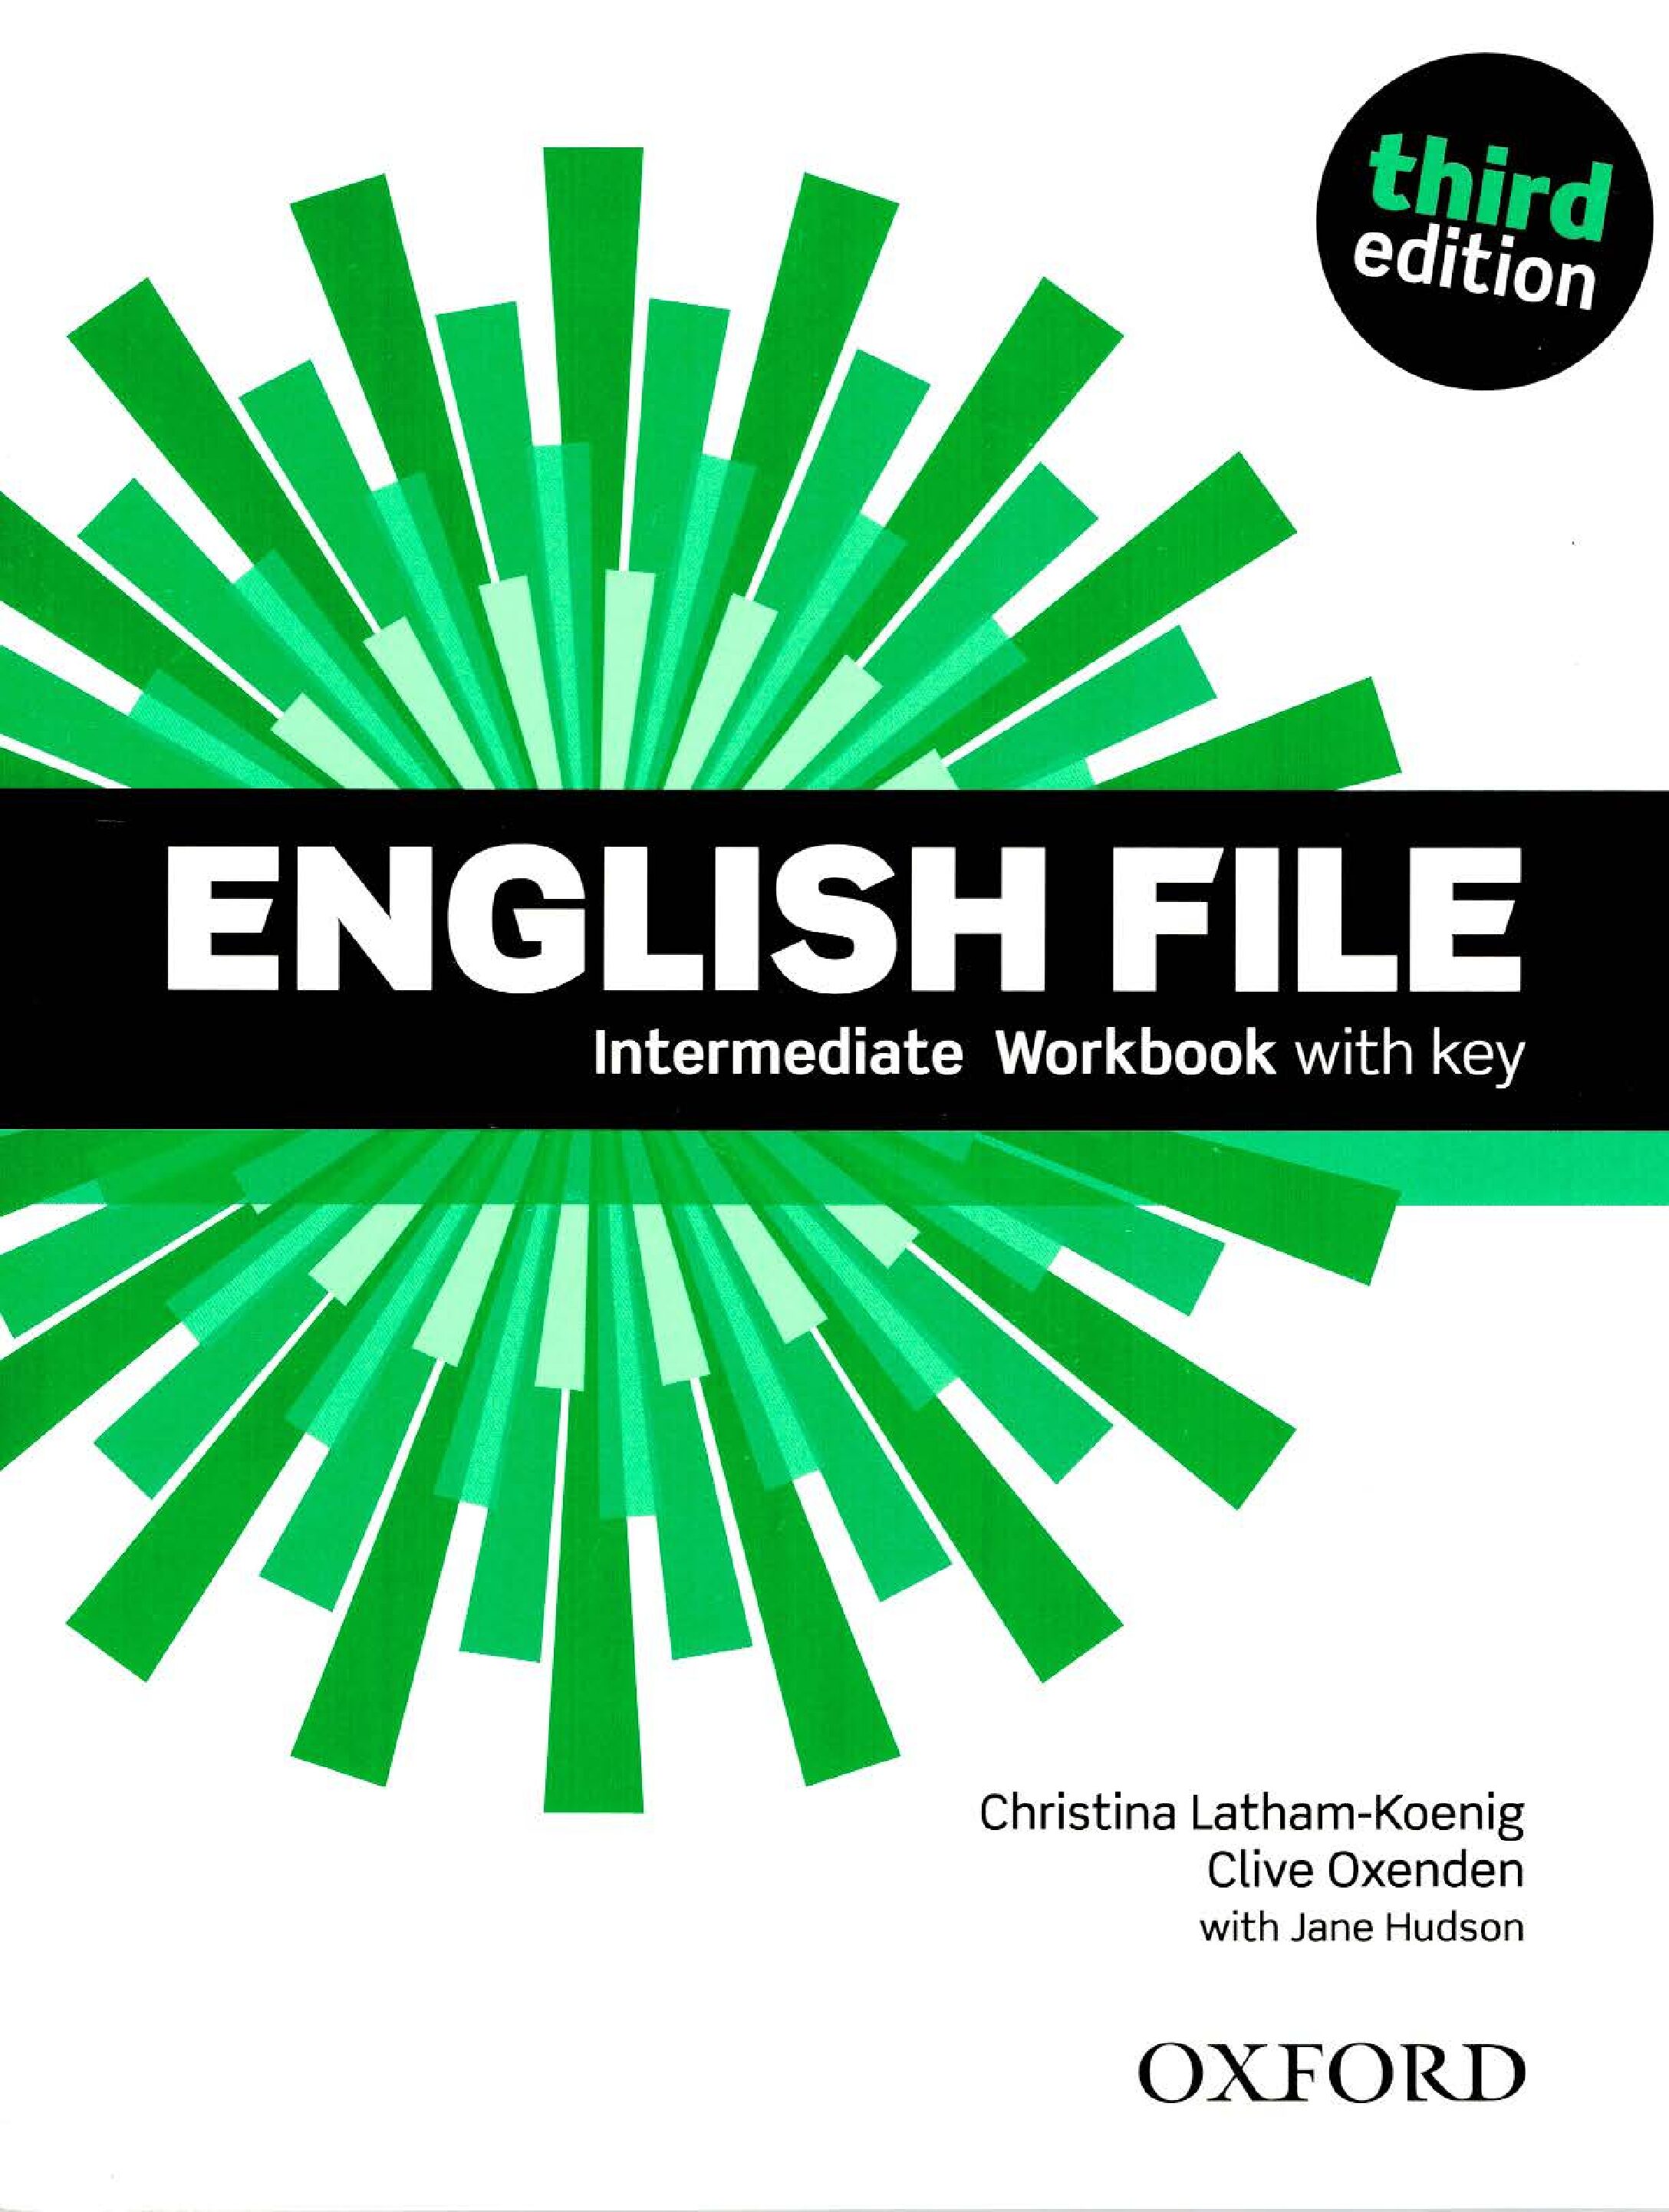 third
edition
ENGLISH FILE
Intermediate Workbook with key
Christina Latham-Koenig
Clive Oxenden
with Jane Hudson
OXFORD